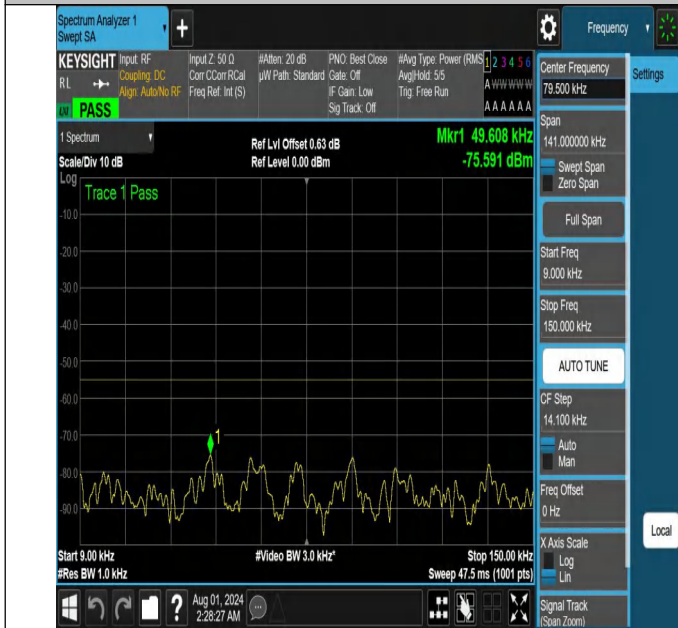 Spectrum Analyzer 1
Swept SA
Frequency
KEYSIGHT
RL
PASS
Input: RF
Coupling: DC
Align: Auto/No RF
Input Z: 50 Ω
Corr CCorr RCal
Freq Ref: Int (S)
#Atten: 20 dB
µW Path: Standard
PNO: Best Close
Gate: Off
IF Gain: Low
Sig Track: Off
#Avg Type: Power (RMS
Avg|Hold: 5/5
Trig: Free Run
1 2 3 4 5 6
A W W W W W
A A A A A A
1 Spectrum
Scale/Div 10 dB
Log
Ref Lvl Offset 0.63 dB
Ref Level 0.00 dBm
Mkr1 49.608 kHz
-75.591 dBm
Trace 1 Pass
-10.0
-20.0
-30.0
-40.0
-50.0
-60.0
-70.0
-80.0
-90.0
1
Start 9.00 kHz
#Res BW 1.0 kHz
#Video BW 3.0 kHz*
Stop 150.00 kHz
Sweep 47.5 ms (1001 pts)
Aug 01, 2024
2:28:27 AM
Center Frequency
79.500 kHz
Settings
Span
141.000000 kHz
Swept Span
Zero Span
Full Span
Start Freq
9.000 kHz
Stop Freq
150.000 kHz
AUTO TUNE
CF Step
14.100 kHz
Auto
Man
Freq Offset
0 Hz
X Axis Scale
Log
Lin
Local
Signal Track
(Span Zoom)